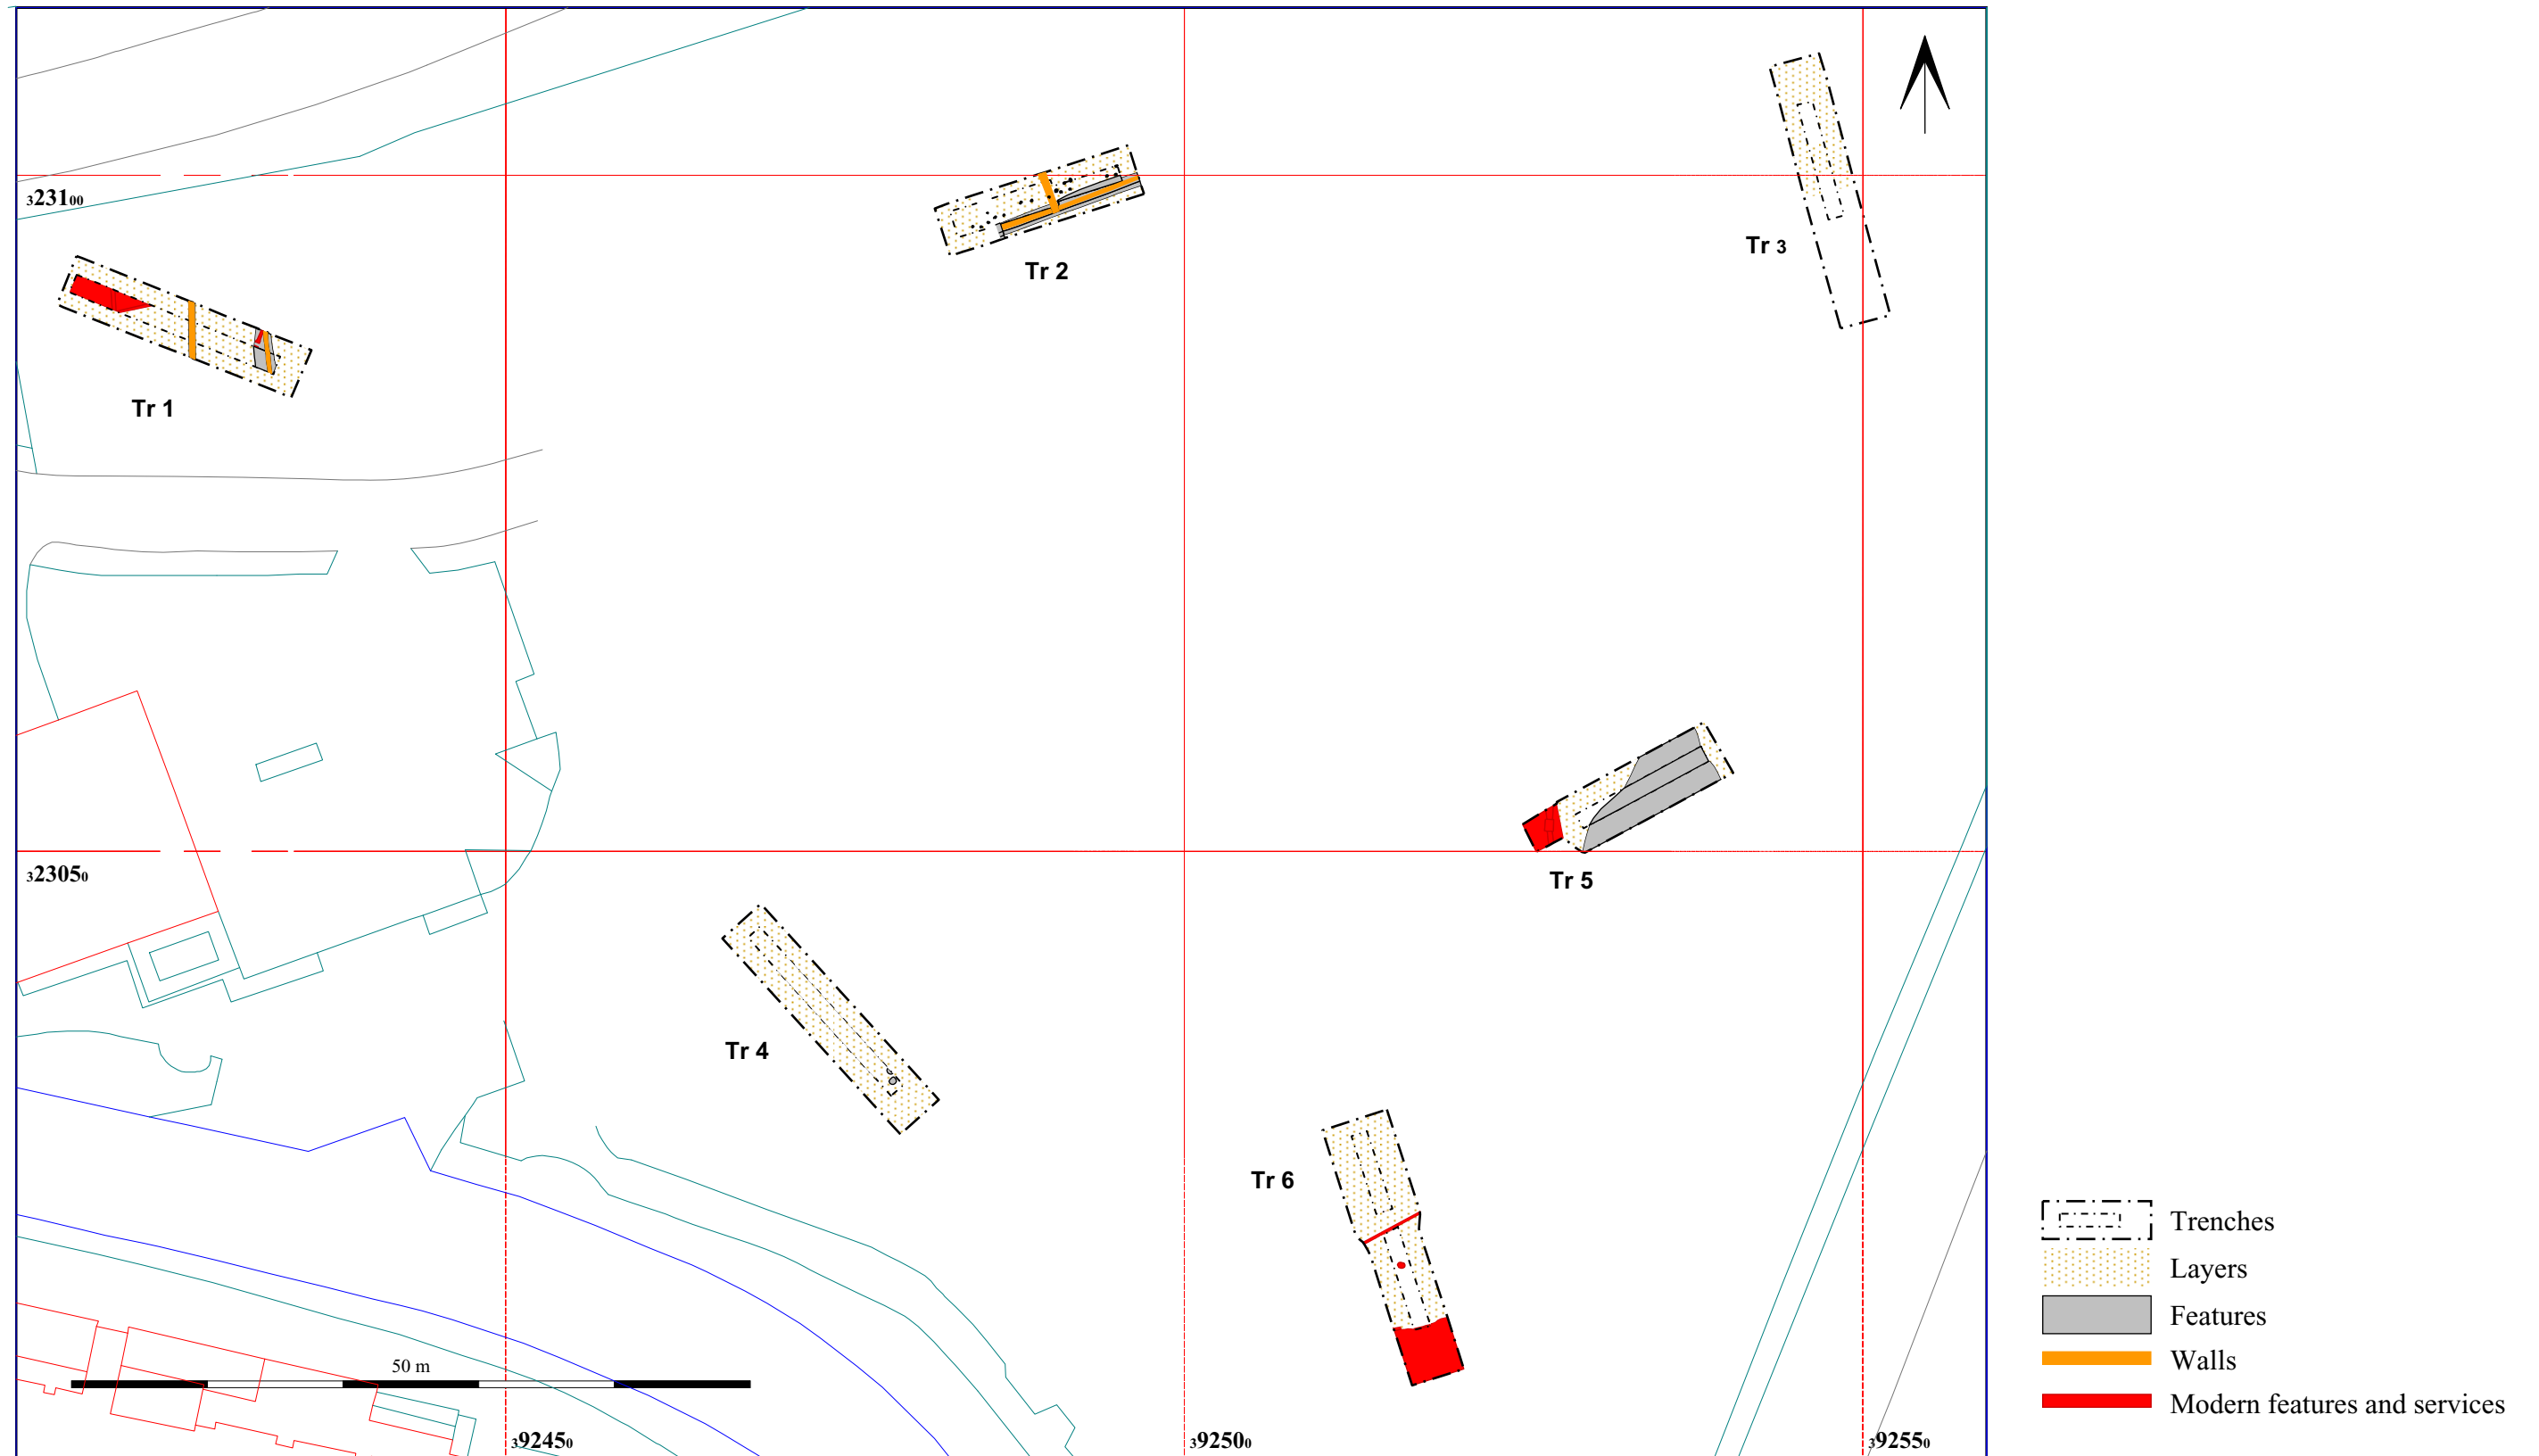 323100
Tr 1
Tr 2
Tr 3
323050
Tr 4
Tr 5
Tr 6
50 m
392450
392500
392550
Trenches
Layers
Features
Walls
Modern features and services